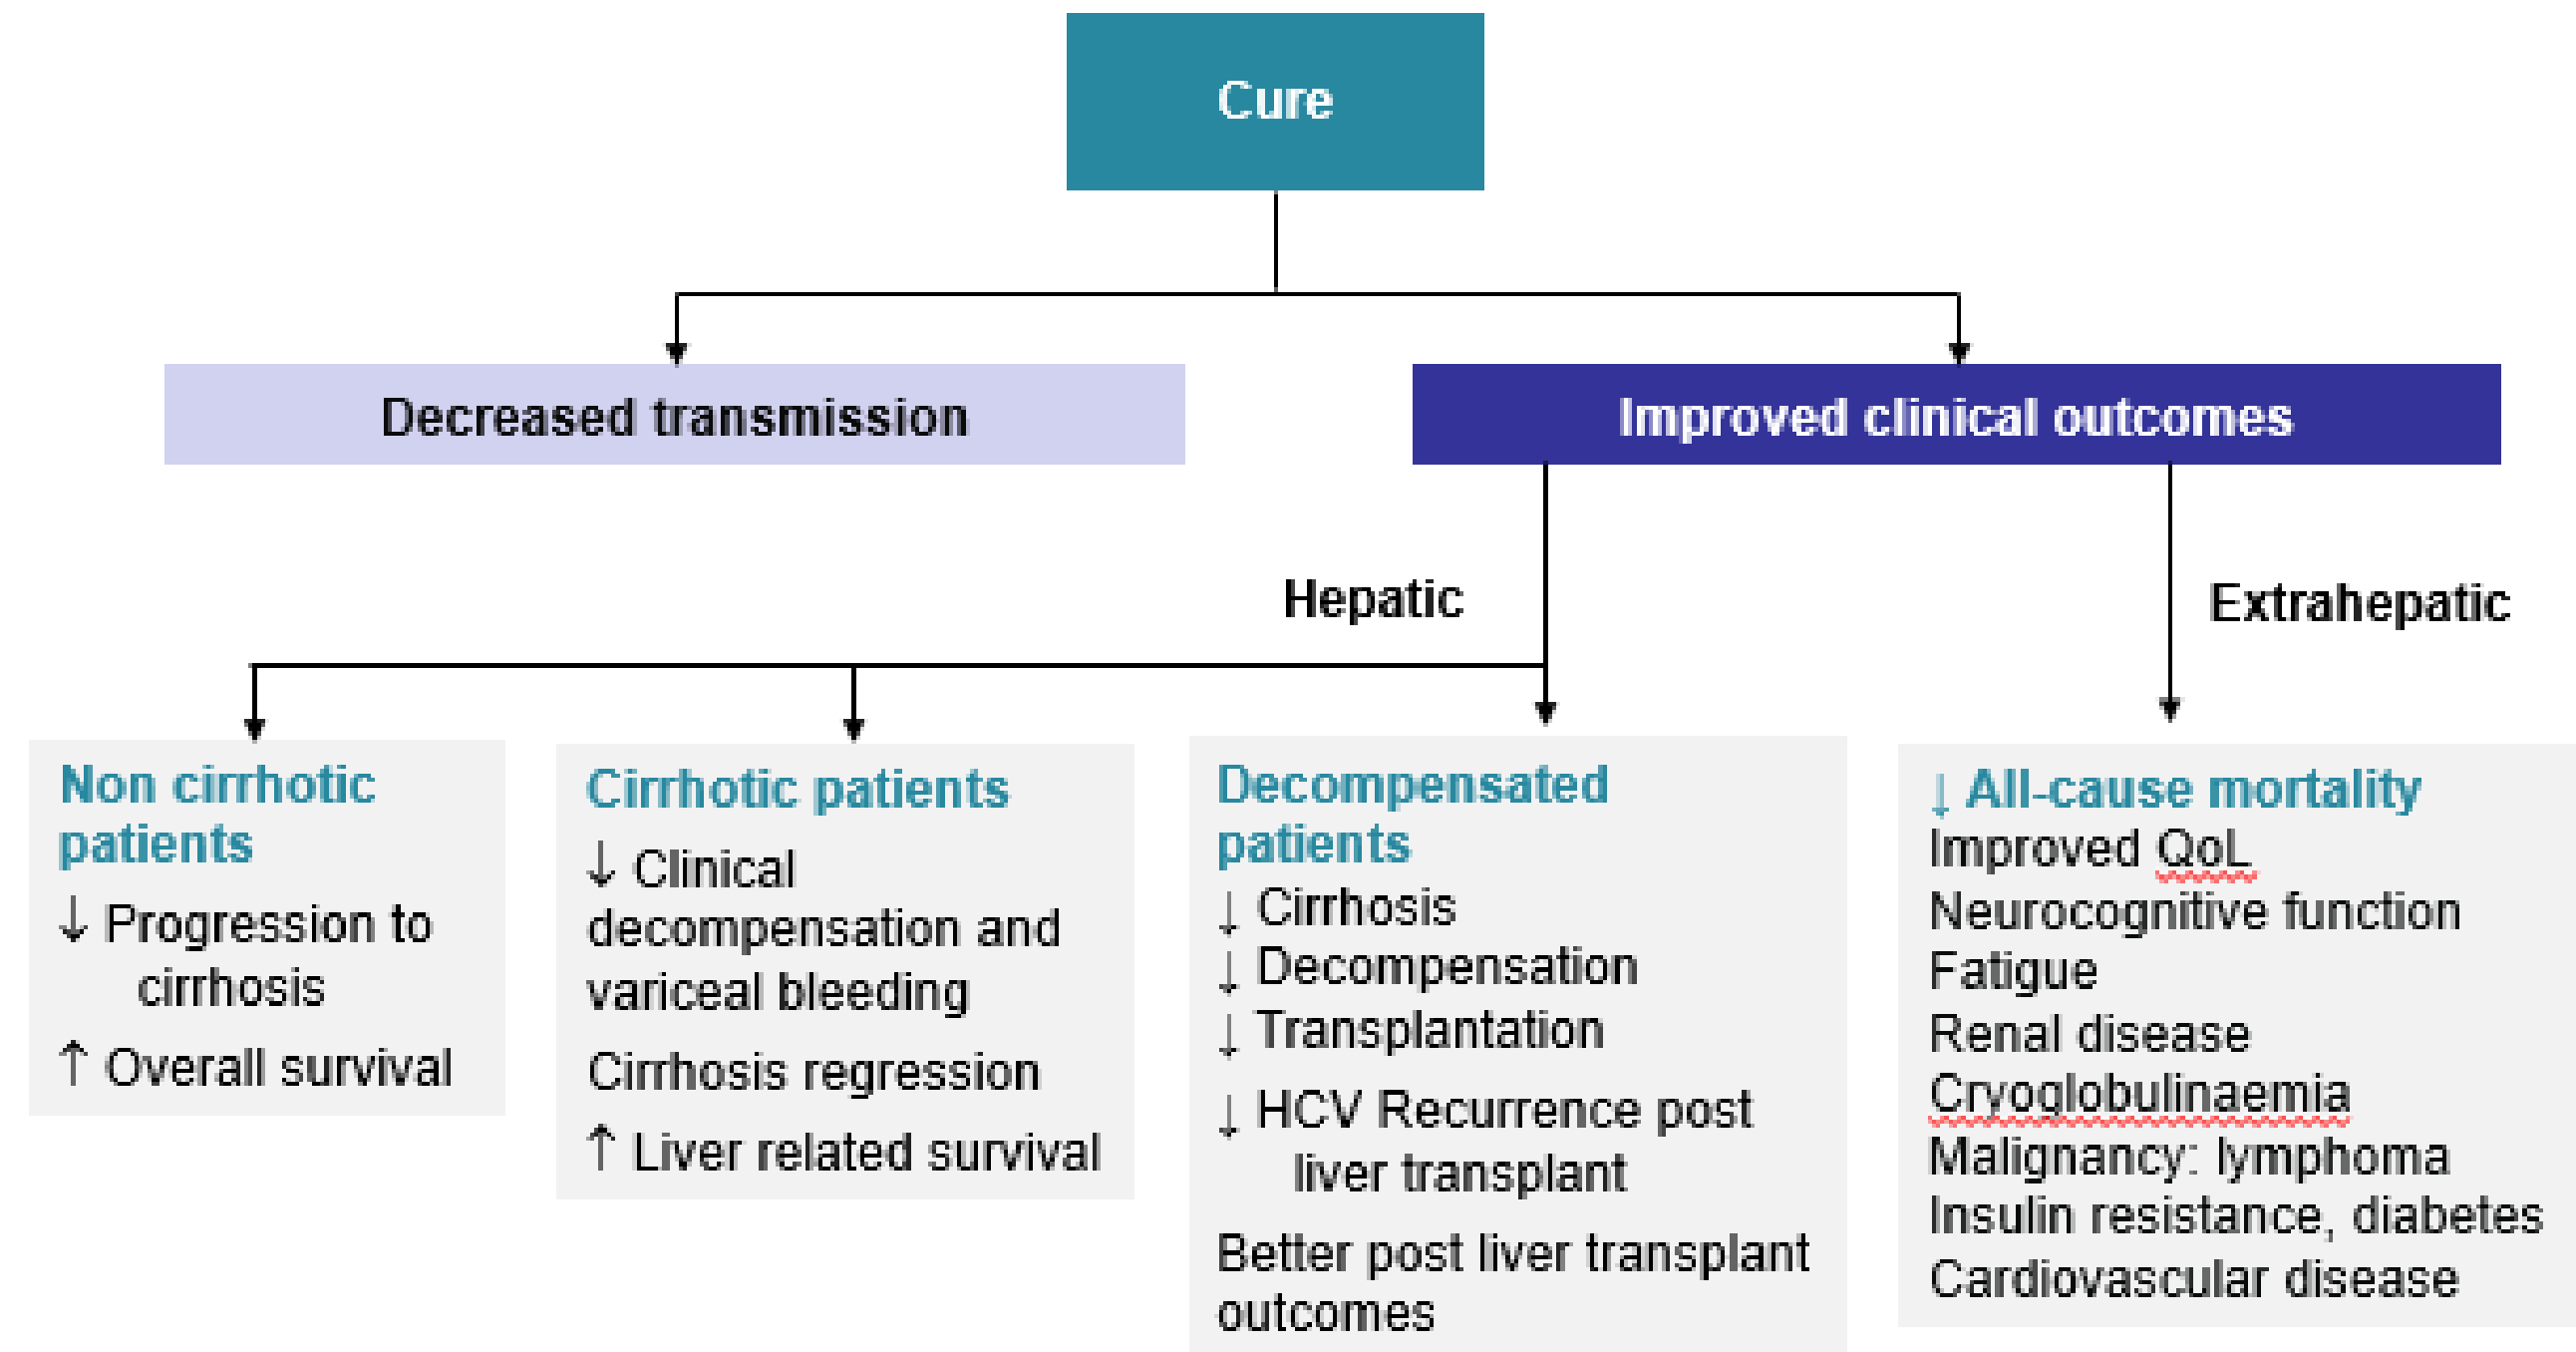 Cure
Decreased transmission
Improved clinical outcomes
Hepatic
Extrahepatic
Non cirrhotic
patients
↓ Progression to
cirrhosis
↑ Overall survival
Cirrhotic patients
↓ Clinical
decompensation and
variceal bleeding
Cirrhosis regression
↑ Liver related survival
Decompensated
patients
↓ Cirrhosis
↓ Decompensation
↓ Transplantation
↓ HCV Recurrence post
liver transplant
Better post liver transplant
outcomes
↓ All-cause mortality
Improved QoL
Neurocognitive function
Fatigue
Renal disease
Cryoglobulinaemia
Malignancy: lymphoma
Insulin resistance, diabetes
Cardiovascular disease